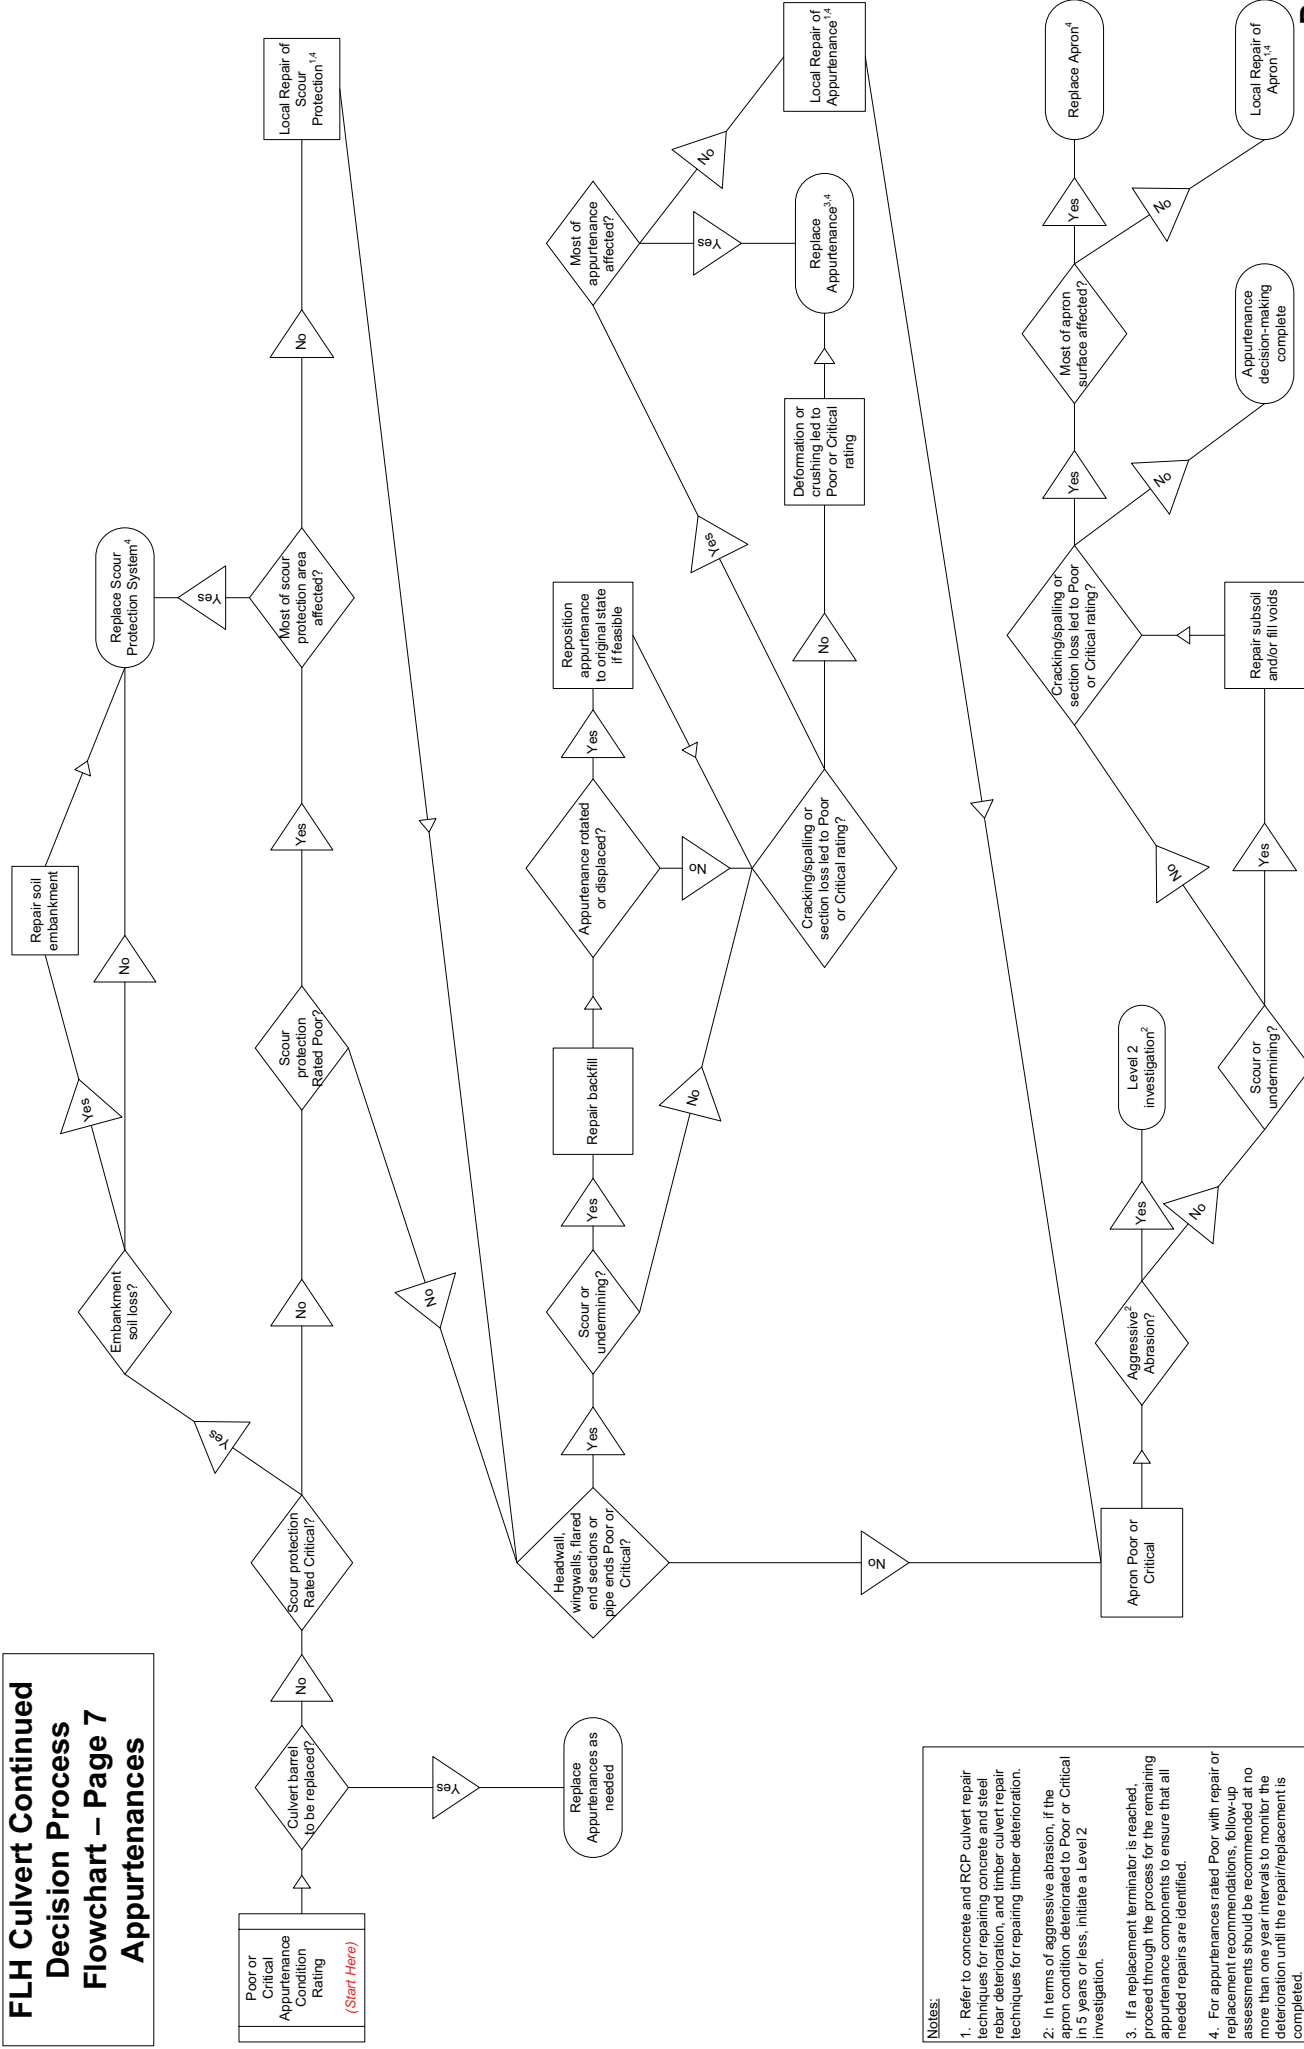 FLH Culvert Continued
Decision Process
Flowchart – Page 7
Appurtenances
Poor or
Critical
Appurtenance
Condition
Rating
(Start Here)
Culvert barrel
to be replaced?
Yes
Replace
Appurtenances as
needed
No
Scour protection
Rated Critical?
Yes
Embankment
soil loss?
Yes
Repair soil
embankment
No
Replace Scour
Protection System4
No
Scour
protection
Rated Poor?
No
Yes
Most of scour
protection area
affected?
Yes
No
Local Repair of
Scour
Protection1,4
Headwall,
wingwalls, flared
end sections or
pipe ends Poor or
Critical?
Yes
Scour or
undermining?
Yes
Repair backfill
No
Appurtenance rotated
or displaced?
Yes
Reposition
appurtenance
to original state
if feasible
No
Cracking/spalling or
section loss led to Poor
or Critical rating?
Yes
Most of
appurtenance
affected?
Yes
No
Local Repair of
Appurtenance1,4
No
Deformation or
crushing led to
Poor or Critical
rating
Replace
Appurtenance3,4
No
Apron Poor or
Critical
Aggressive2
Abrasion?
Yes
Level 2
investigation2
No
Scour or
undermining?
No
Yes
Repair subsoil
and/or fill voids
Cracking/spalling or
section loss led to Poor
or Critical rating?
Yes
No
Appurtenance
decision-making
complete
Most of apron
surface affected?
Yes
Replace Apron4
No
Local Repair of
Apron1,4
Notes:
1. Refer to concrete and RCP culvert repair
techniques for repairing concrete and steel
rebar deterioration, and timber culvert repair
techniques for repairing timber deterioration.
2: In terms of aggressive abrasion, if the
apron condition deteriorated to Poor or Critical
in 5 years or less, initiate a Level 2
investigation.
3. If a replacement terminator is reached,
proceed through the process for the remaining
appurtenance components to ensure that all
needed repairs are identified.
4. For appurtenances rated Poor with repair or
replacement recommendations, follow-up
assessments should be recommended at no
more than one year intervals to monitor the
deterioration until the repair/replacement is
completed.